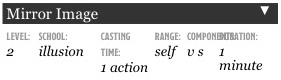 Mirror Image ▼
LEVEL: SCHOOL: CASTING TIME: RANGE: COMPONENTS: DURATION:
2 illusion 1 action self v s 1 minute